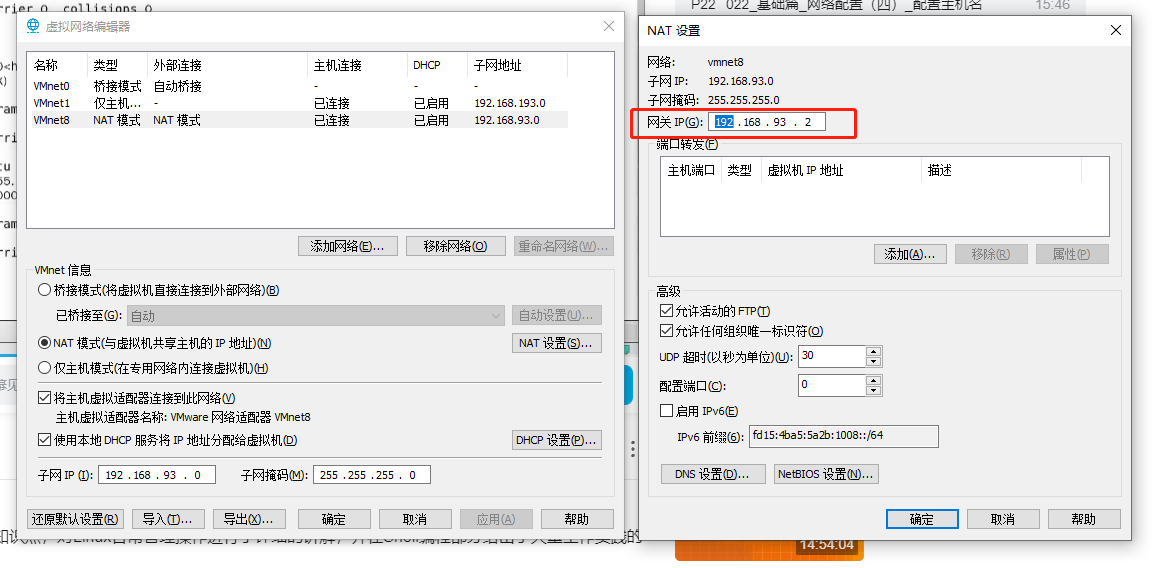 rrier 0  collisions 0
P22  022_基础篇_网络配置（四）_配置主机名
15:46
虚拟网络编辑器
名称 类型 外部连接 主机连接 DHCP 子网地址
VMnet0 桥接模式 自动桥接 - - -
VMnet1 仅主机... - 已连接 已启用 192.168.193.0
VMnet8 NAT 模式 NAT 模式 已连接 已启用 192.168.93.0
添加网络(E)... 移除网络(O) 重命名网络(W)...
VMnet 信息
桥接模式(将虚拟机直接连接到外部网络)(B)
已桥接至(G): 自动 自动设置(U)...
NAT 模式(与虚拟机共享主机的 IP 地址)(N) NAT 设置(S)...
仅主机模式(在专用网络内连接虚拟机)(H)
将主机虚拟适配器连接到此网络(V)
主机虚拟适配器名称: VMware 网络适配器 VMnet8
使用本地 DHCP 服务将 IP 地址分配给虚拟机(D) DHCP 设置(P)...
子网 IP (I): 192 . 168 . 93 . 0 子网掩码(M): 255 . 255 . 255 . 0
还原默认设置(R) 导入(T)... 导出(X)... 确定 取消 应用(A) 帮助
NAT 设置
网络: vmnet8
子网 IP: 192.168.93.0
子网掩码: 255.255.255.0
网关 IP(G): 192 . 168 . 93 . 2
端口转发(F)
主机端口 类型 虚拟机 IP 地址 描述
添加(A)... 移除(R) 属性(P)
高级
允许活动的 FTP(T)
允许任何组织唯一标识符(O)
UDP 超时(以秒为单位)(U): 30
配置端口(C): 0
启用 IPv6(E)
IPv6 前缀(6): fd15:4ba5:5a2b:1008::/64
DNS 设置(D)... NetBIOS 设置(N)...
确定 取消 帮助
14:54:04